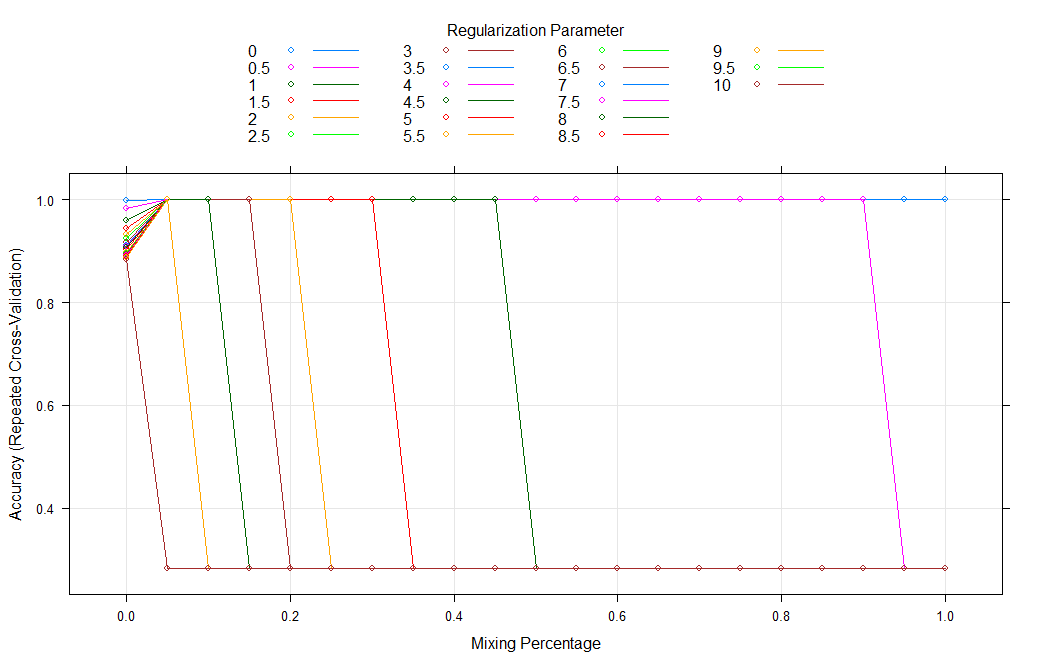 Regularization Parameter
0 3 6 9
0.5 3.5 6.5 9.5
1 4 7 10
1.5 4.5 7.5
2 5 8
2.5 5.5 8.5
1.0
0.8
0.6
0.4
Accuracy (Repeated Cross-Validation)
0.0 0.2 0.4 0.6 0.8 1.0
Mixing Percentage